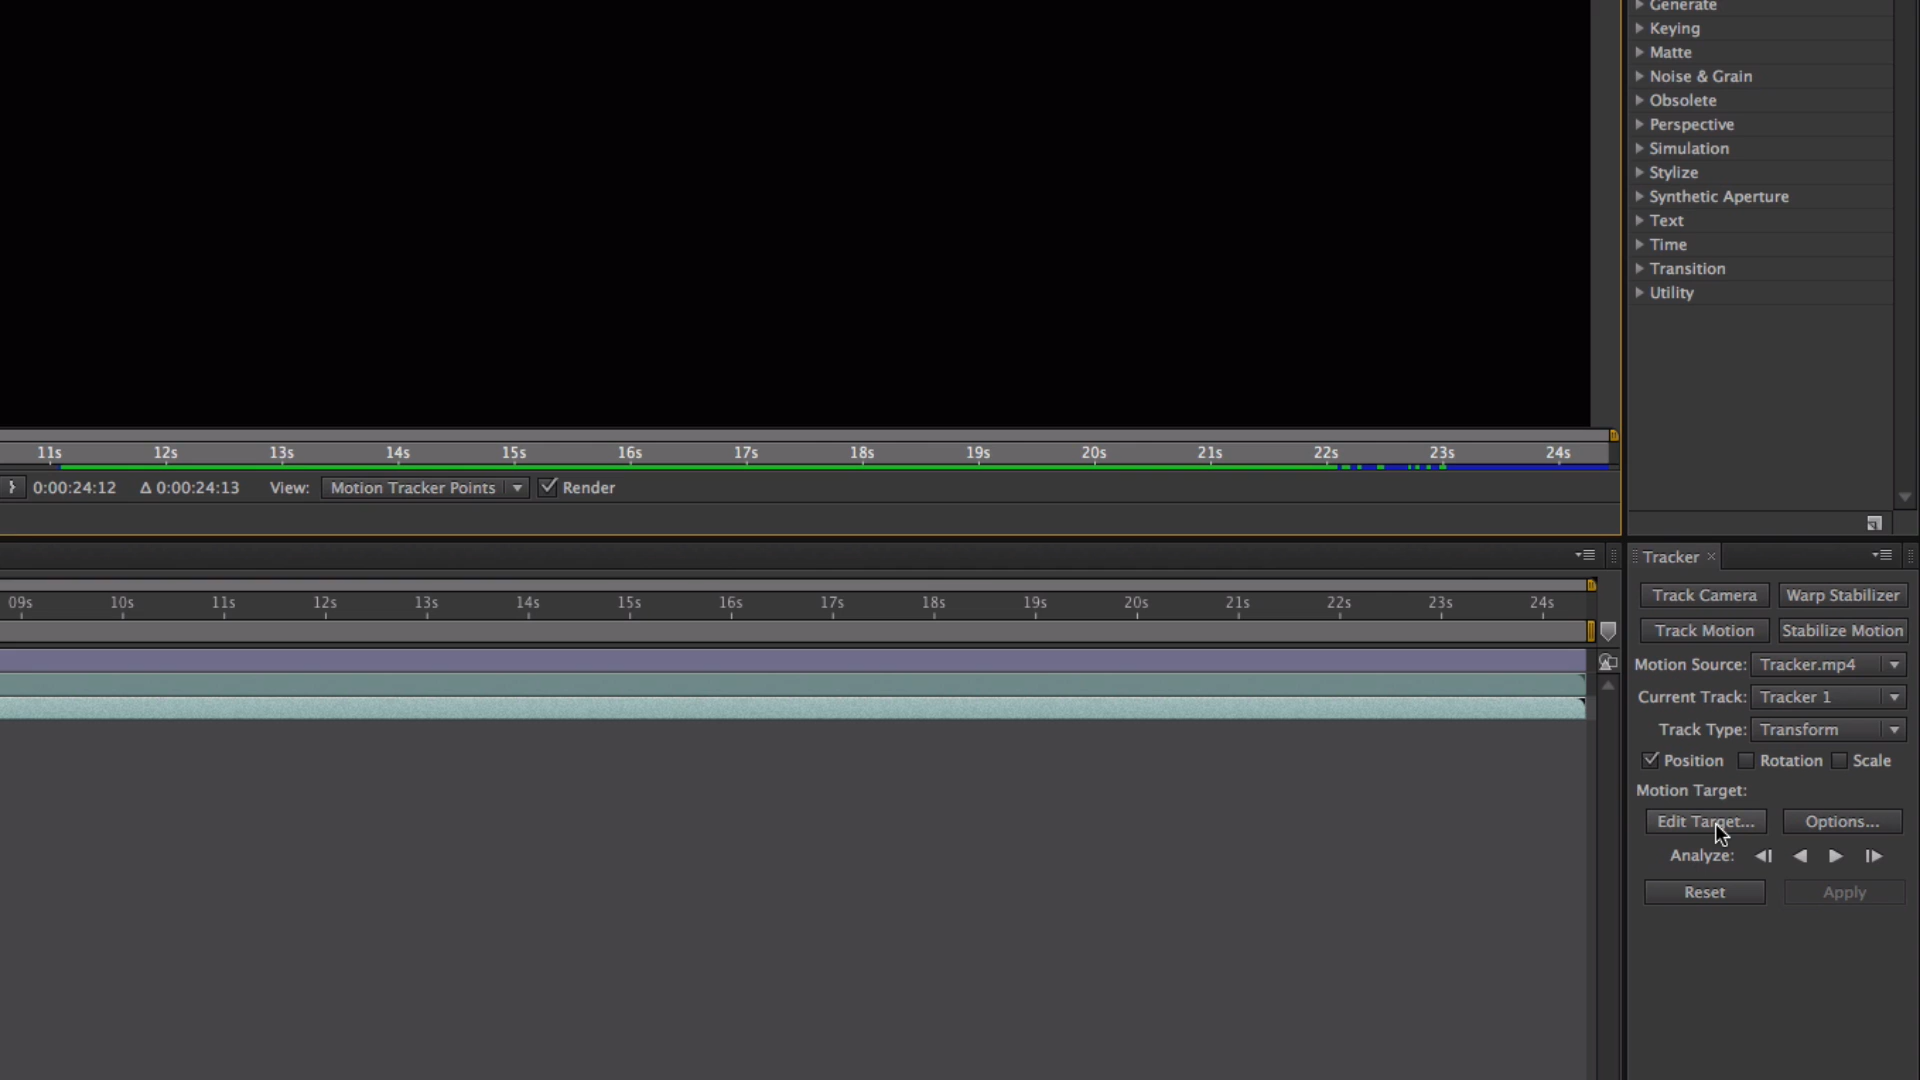 Generate
Keying
Matte
Noise & Grain
Obsolete
Perspective
Simulation
Stylize
Synthetic Aperture
Text
Time
Transition
Utility
11s 12s 13s 14s 15s 16s 17s 18s 19s 20s 21s 22s 23s 24s
0:00:24:12 Δ 0:00:24:13 View: Motion Tracker Points Render
Tracker
09s 10s 11s 12s 13s 14s 15s 16s 17s 18s 19s 20s 21s 22s 23s 24s
Track Camera Warp Stabilizer
Track Motion Stabilize Motion
Motion Source: Tracker.mp4
Current Track: Tracker 1
Track Type: Transform
Position Rotation Scale
Motion Target:
Edit Target... Options...
Analyze:
Reset Apply